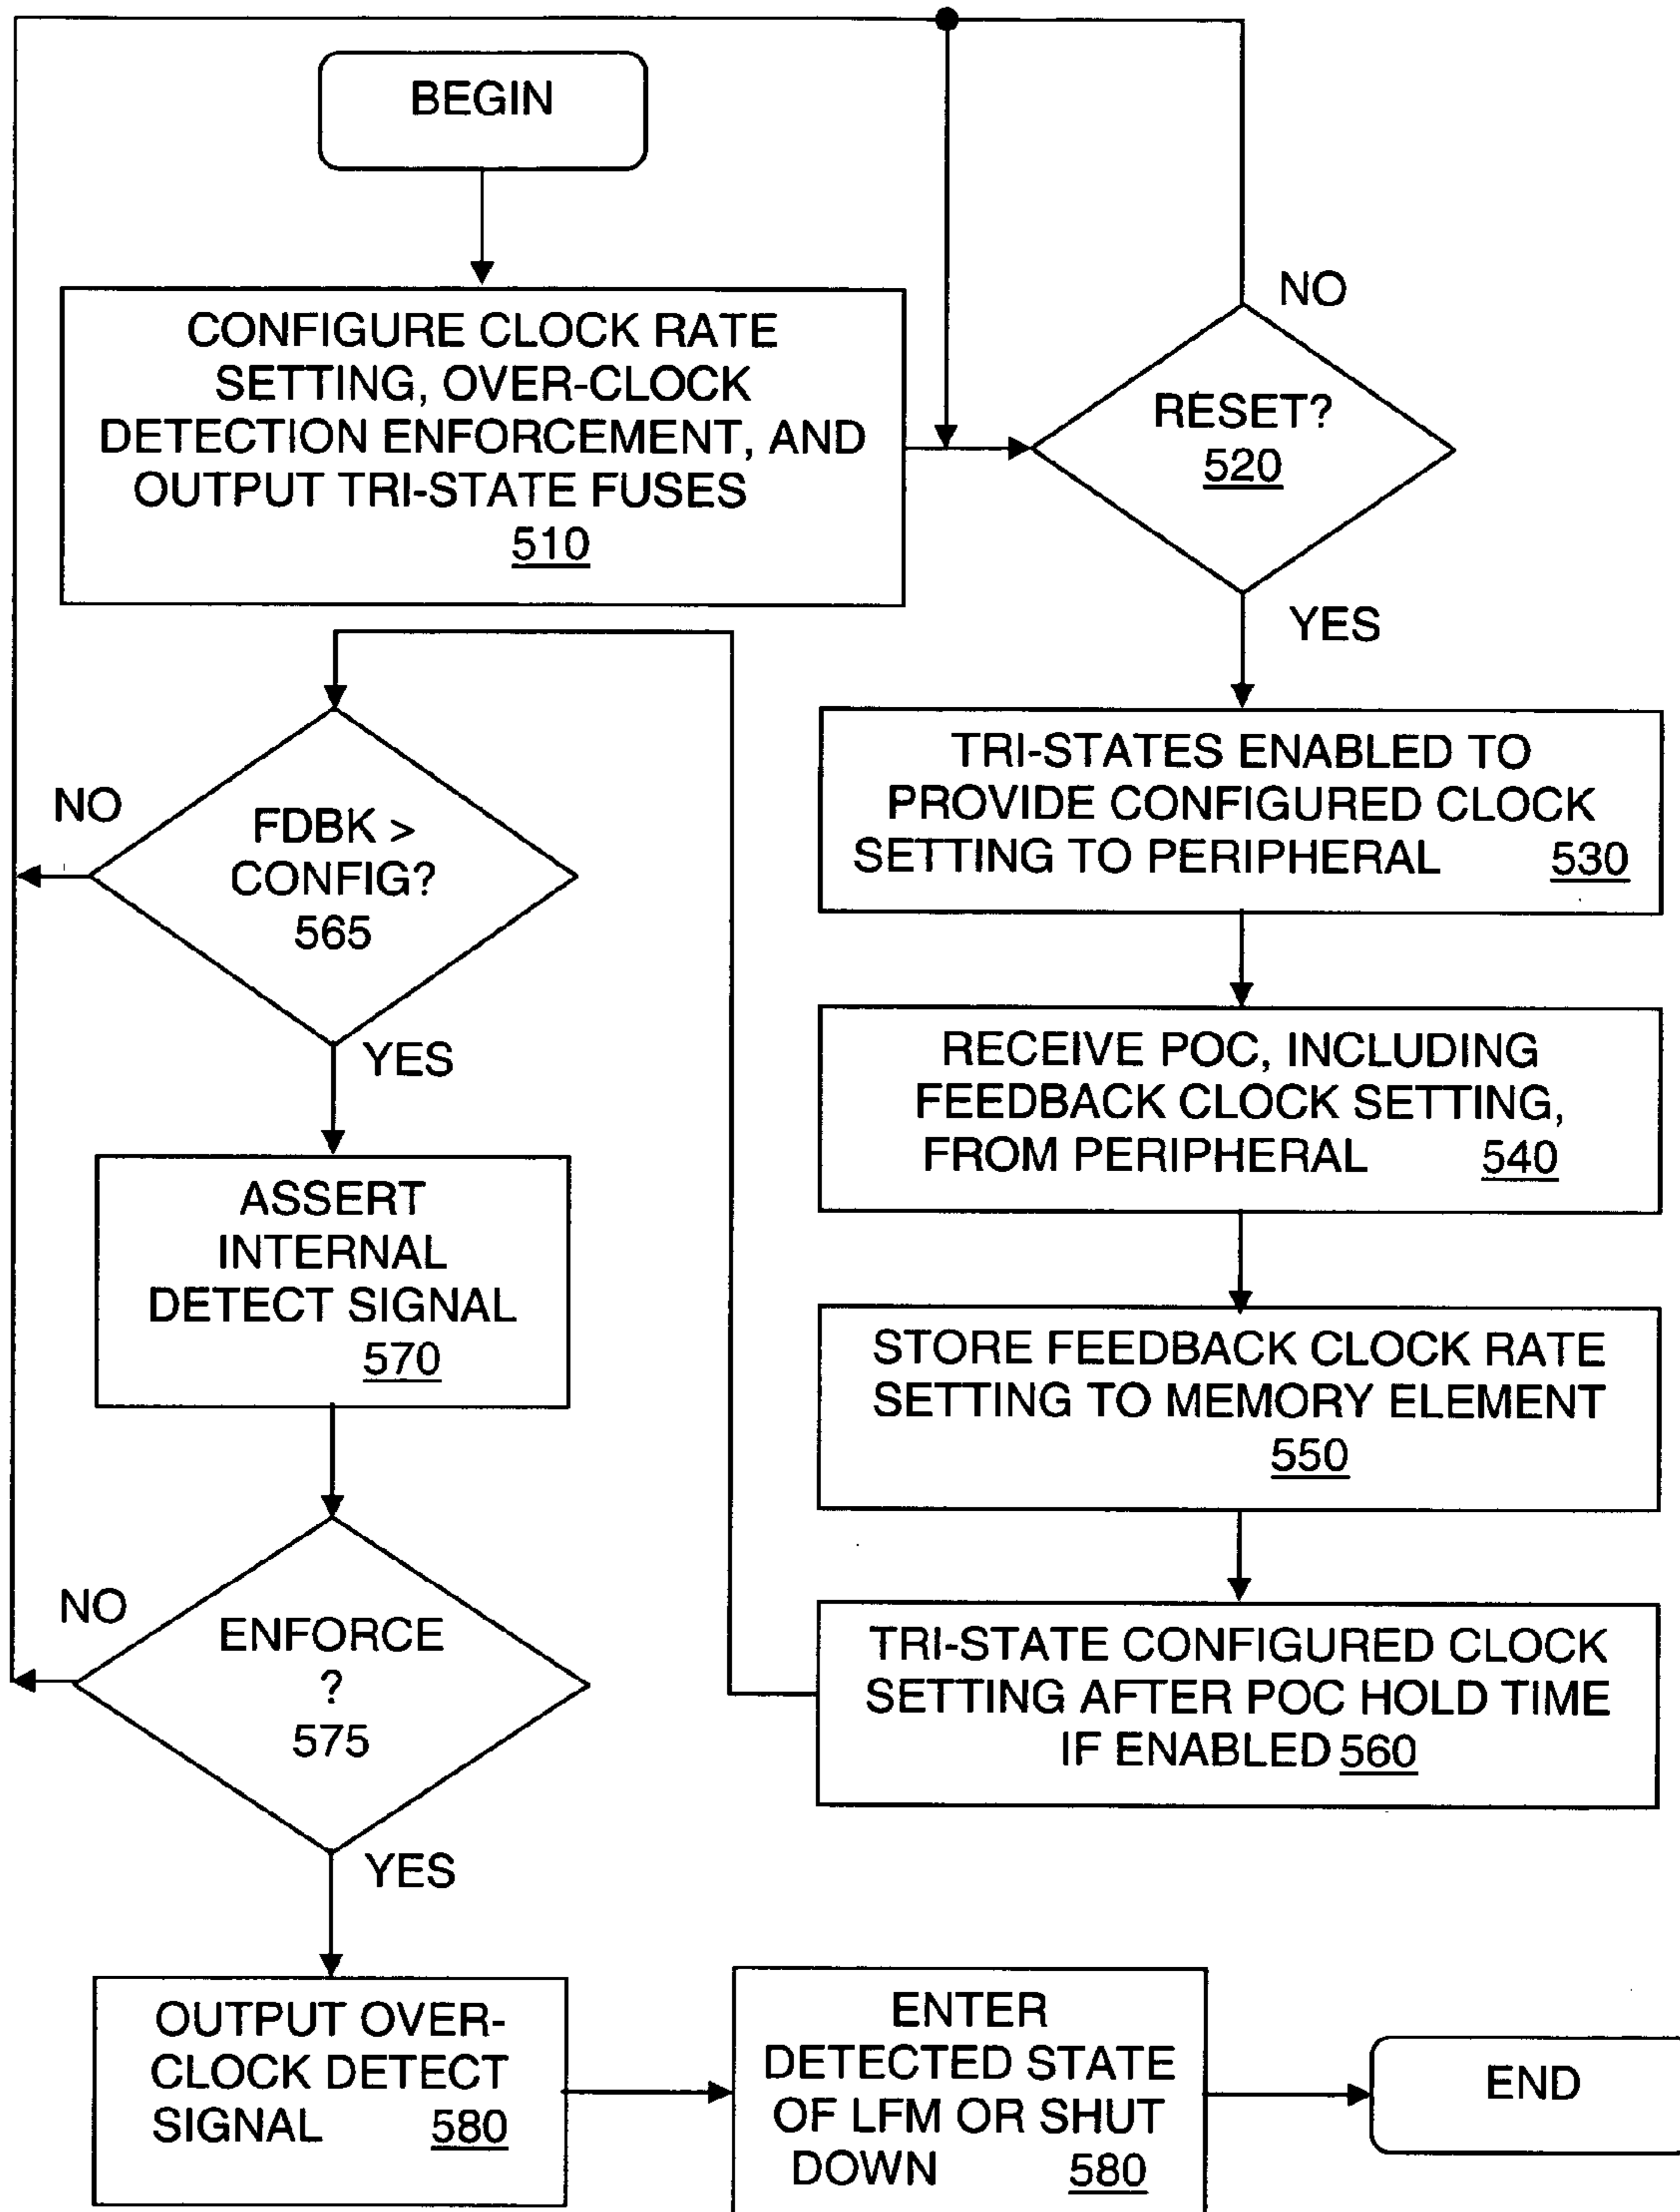 BEGIN
CONFIGURE CLOCK RATE
SETTING, OVER-CLOCK
DETECTION ENFORCEMENT, AND
OUTPUT TRI-STATE FUSES
510
NO
RESET?
520
YES
TRI-STATES ENABLED TO
PROVIDE CONFIGURED CLOCK
SETTING TO PERIPHERAL 530
RECEIVE POC, INCLUDING
FEEDBACK CLOCK SETTING,
FROM PERIPHERAL 540
STORE FEEDBACK CLOCK RATE
SETTING TO MEMORY ELEMENT
550
TRI-STATE CONFIGURED CLOCK
SETTING AFTER POC HOLD TIME
IF ENABLED 560
NO
FDBK >
CONFIG?
565
YES
ASSERT
INTERNAL
DETECT SIGNAL
570
NO
ENFORCE
?
575
YES
OUTPUT OVER-
CLOCK DETECT
SIGNAL 580
ENTER
DETECTED STATE
OF LFM OR SHUT
DOWN 580
END